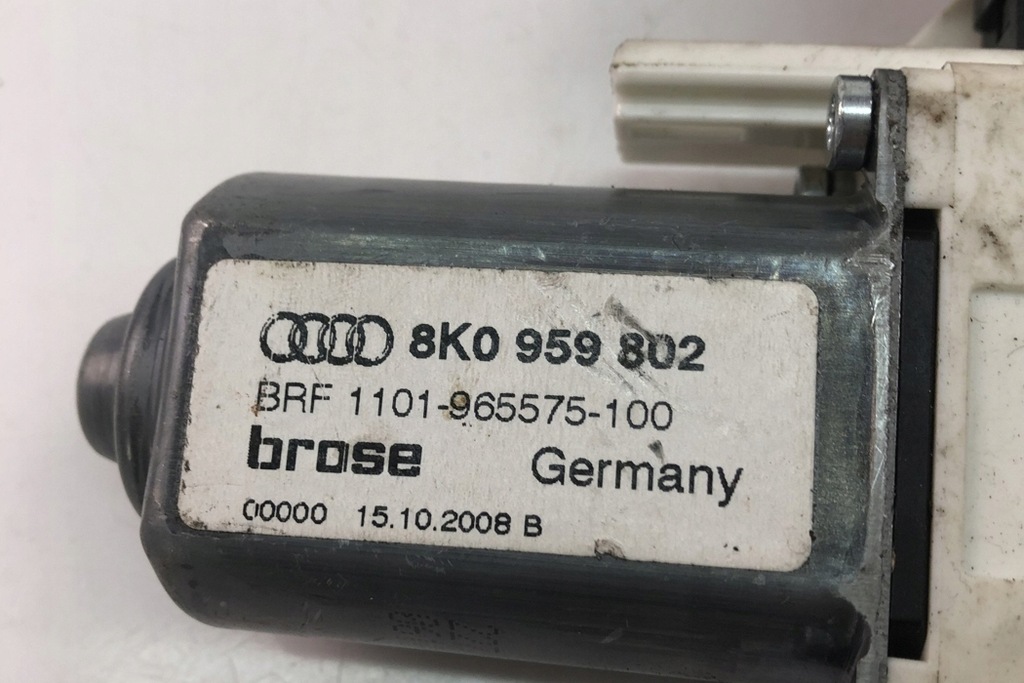 8K0 959 802
BRF 1101-965575-100
brose Germany
00000 15.10.2008 B